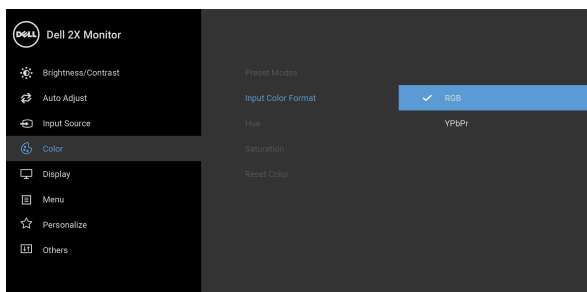 DELL Dell 2X Monitor
Brightness/Contrast
Auto Adjust
Input Source
Color
Display
Menu
Personalize
Others
Preset Modes
Input Color Format
Hue
Saturation
Reset Color
RGB
YPbPr